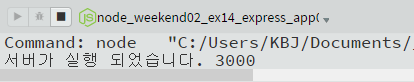 node_weekend02_ex14_express_app
Command: node "C:/Users/KBJ/Documents/
서버가 실행 되었습니다. 3000